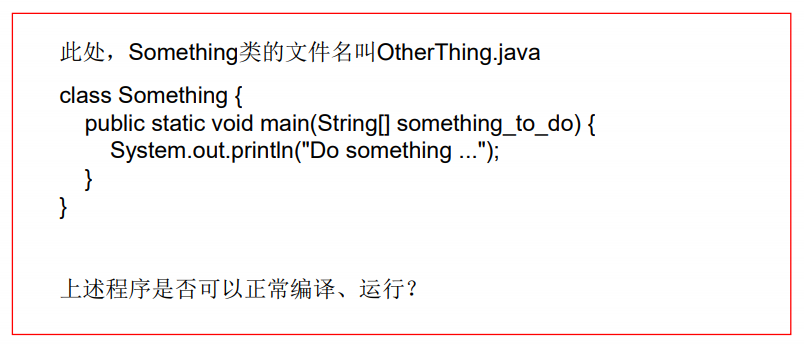 此处，Something类的文件名叫OtherThing.java
class Something {
    public static void main(String[] something_to_do) {
        System.out.println("Do something ...");
    }
}
上述程序是否可以正常编译、运行？